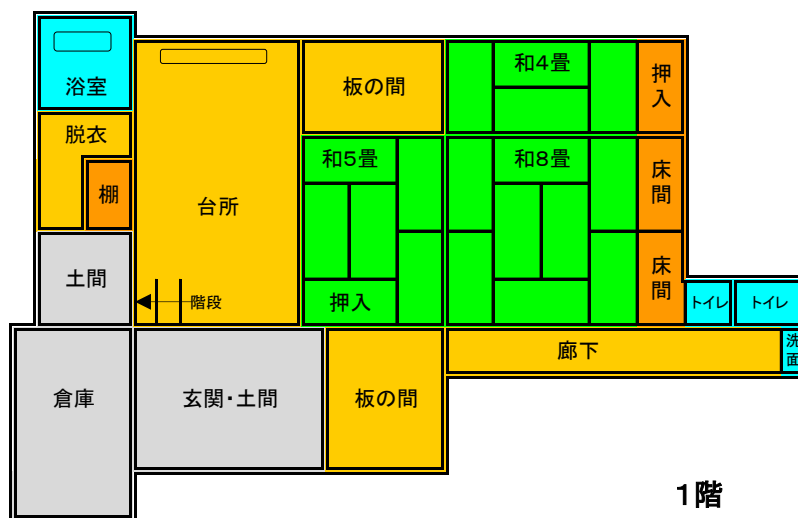 浴室
脱衣
棚
土間
倉庫
台所
階段
玄関・土間
板の間
和5畳
押入
板の間
和4畳
押入
和8畳
床間
床間
トイレ
トイレ
廊下
洗面
1階